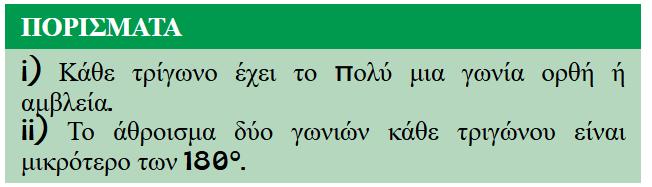 ΠΟΡΙΣΜΑΤΑ
i) Κάθε τρίγωνο έχει το πολύ μια γωνία ορθή ή
αμβλεία.
ii) Το άθροισμα δύο γωνιών κάθε τριγώνου είναι
μικρότερο των 180°.